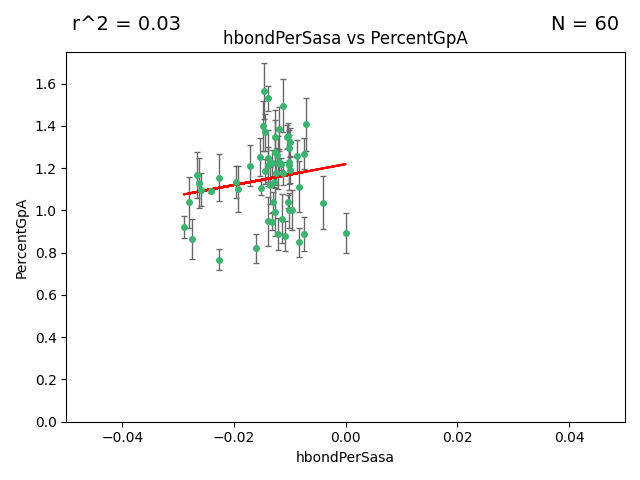 r^2 = 0.03
N = 60
hbondPerSasa vs PercentGpA
1.6
1.4
1.2
1.0
0.8
0.6
0.4
0.2
0.0
PercentGpA
−0.04 −0.02 0.00 0.02 0.04
hbondPerSasa